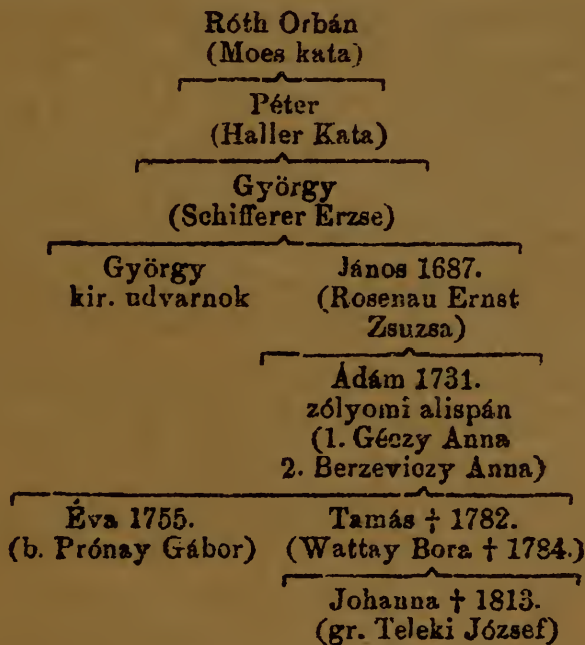 Róth Orbán
(Moes kata)
Péter
(Haller Kata)
György
(Schifferer Erzse)
György János 1687.
kir. udvarnok (Rosenau Ernst
Zsuzsa)
Ádám 1731.
zólyomi alispán
(1. Géczy Anna
2. Berzeviczy Anna)
Éva 1755. Tamás † 1782.
(b. Prónay Gábor) (Wattay Bora † 1784.)
Johanna † 1813.
(gr. Teleki József)